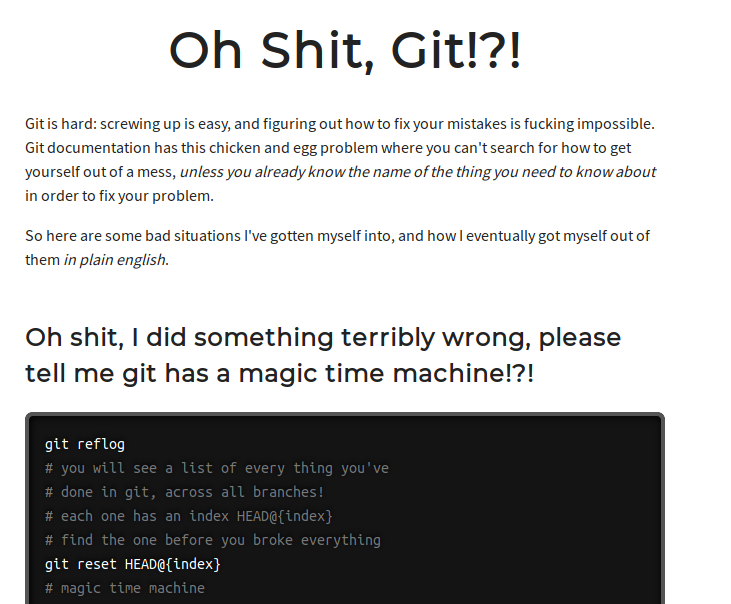 Oh Shit, Git!?!
Git is hard: screwing up is easy, and figuring out how to fix your mistakes is fucking impossible.
Git documentation has this chicken and egg problem where you can't search for how to get
yourself out of a mess, unless you already know the name of the thing you need to know about
in order to fix your problem.
So here are some bad situations I've gotten myself into, and how I eventually got myself out of
them in plain english.
Oh shit, I did something terribly wrong, please
tell me git has a magic time machine!?!
git reflog
# you will see a list of every thing you've
# done in git, across all branches!
# each one has an index HEAD@{index}
# find the one before you broke everything
git reset HEAD@{index}
# magic time machine